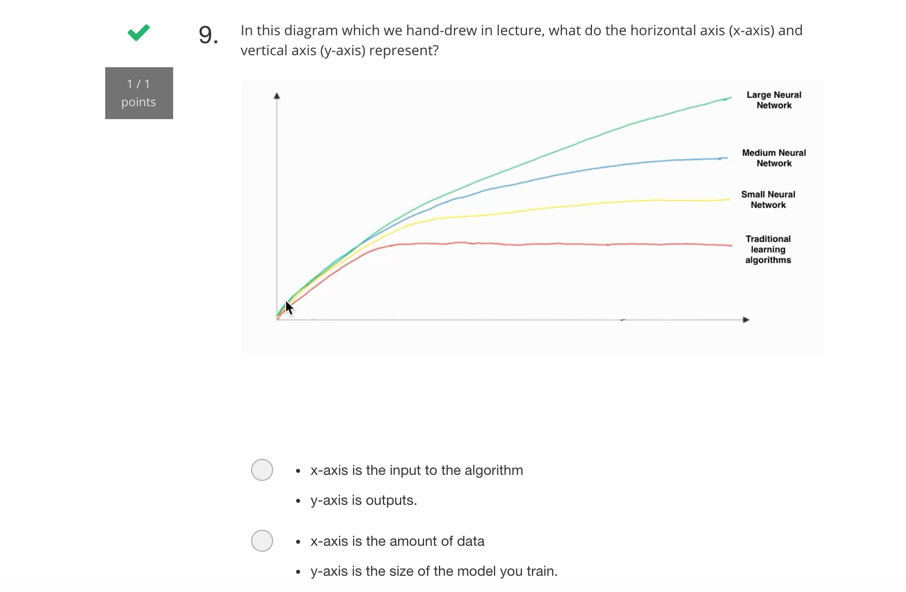 9. In this diagram which we hand-drew in lecture, what do the horizontal axis (x-axis) and
vertical axis (y-axis) represent?
1 / 1
points
Large Neural
Network
Medium Neural
Network
Small Neural
Network
Traditional
learning
algorithms
• x-axis is the input to the algorithm
• y-axis is outputs.
• x-axis is the amount of data
• y-axis is the size of the model you train.